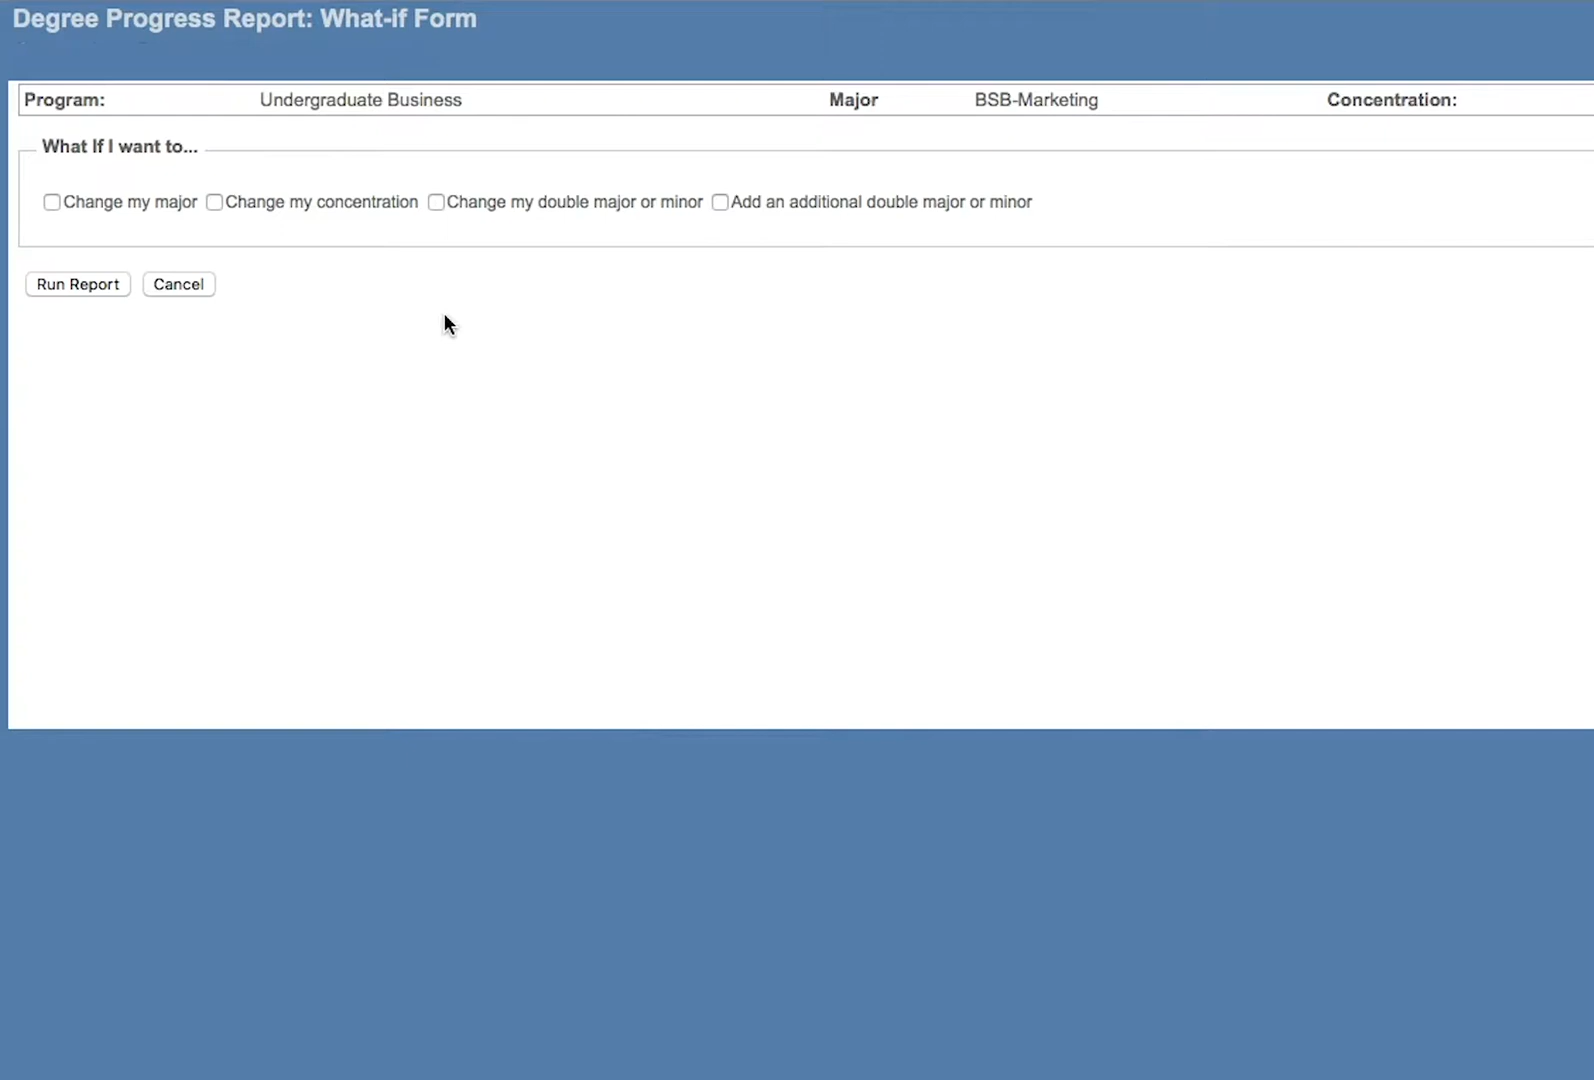 Degree Progress Report: What-if Form
Program: Undergraduate Business Major BSB-Marketing Concentration:
What If I want to...
Change my major Change my concentration Change my double major or minor Add an additional double major or minor
Run Report Cancel